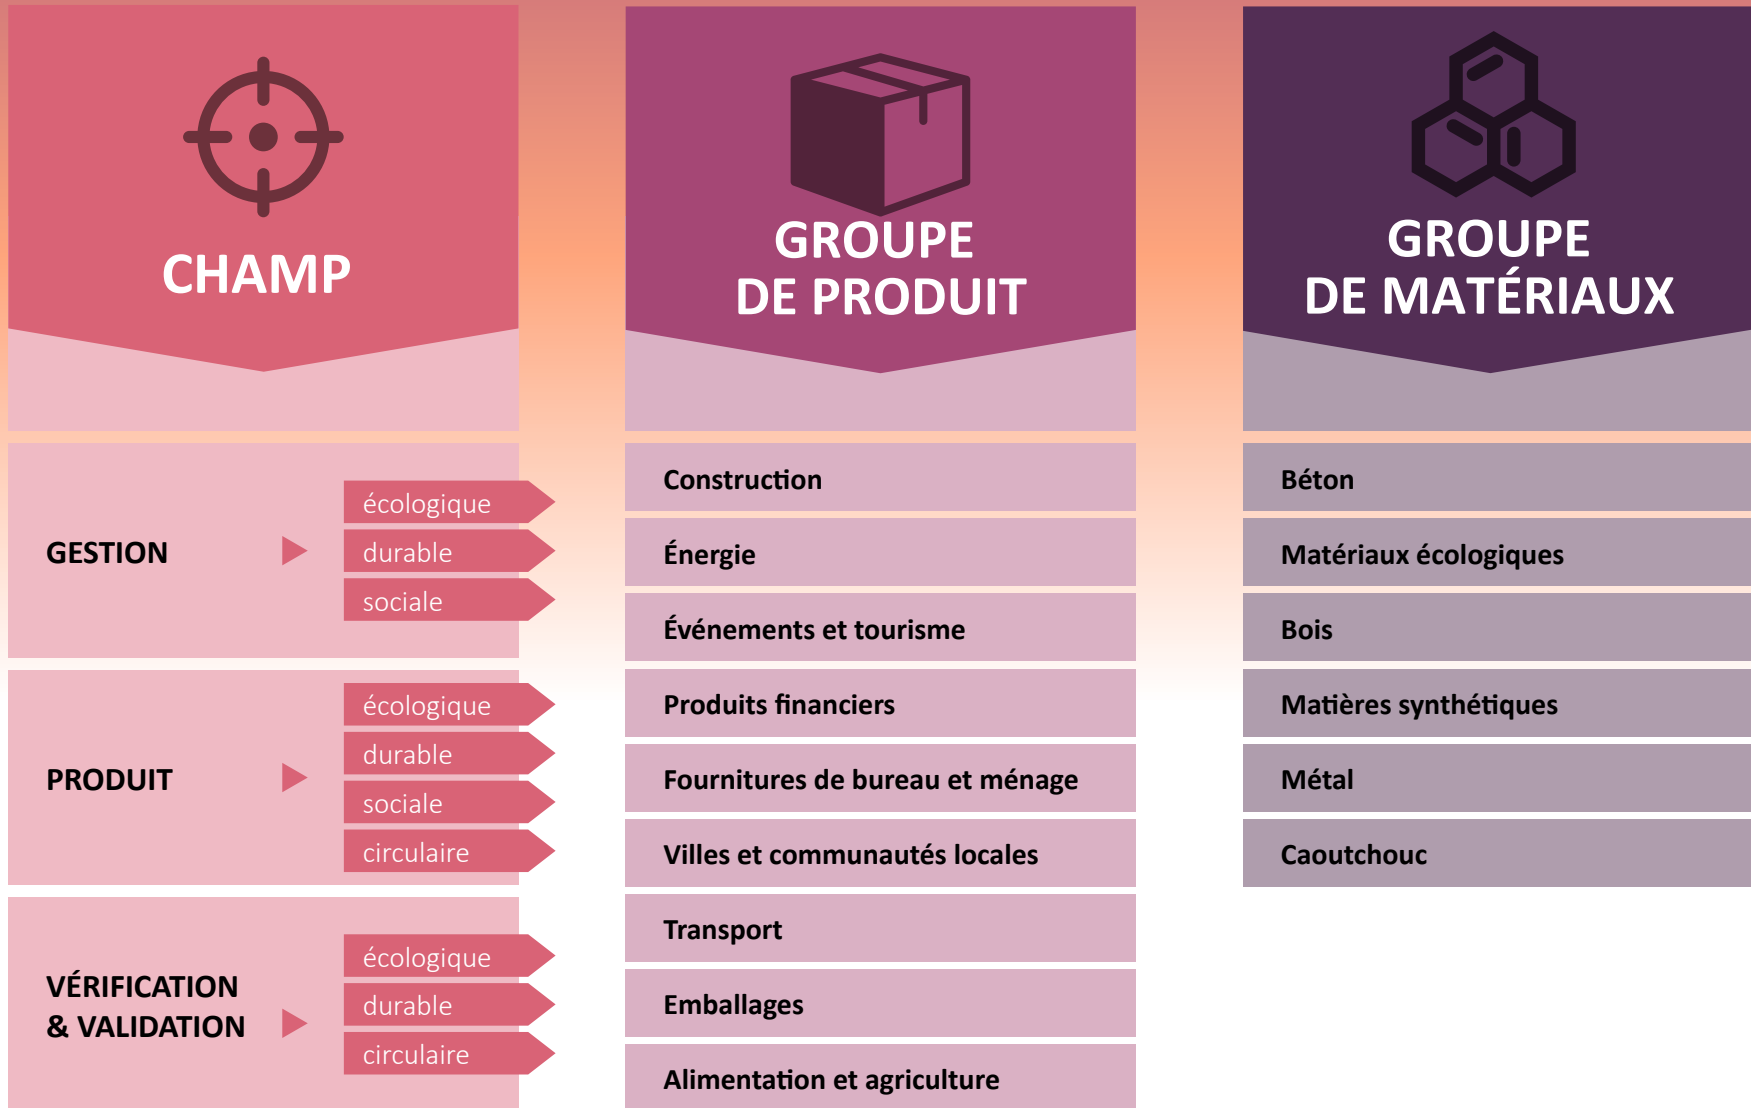 CHAMP
GESTION
écologique
durable
sociale
PRODUIT
écologique
durable
sociale
circulaire
VÉRIFICATION
& VALIDATION
écologique
durable
circulaire
GROUPE
DE PRODUIT
Construction
Énergie
Événements et tourisme
Produits financiers
Fournitures de bureau et ménage
Villes et communautés locales
Transport
Emballages
Alimentation et agriculture
GROUPE
DE MATÉRIAUX
Béton
Matériaux écologiques
Bois
Matières synthétiques
Métal
Caoutchouc